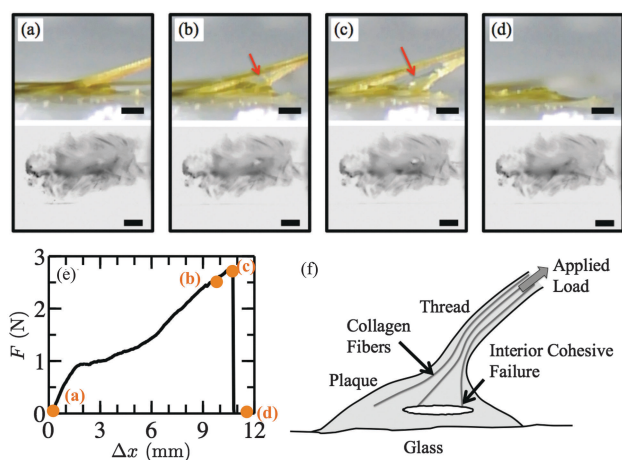 (a)
(b)
(c)
(d)
(e)
3
2
1
0
F (N)
(a)
(b)
(c)
(d)
0 3 6 9 12
Δx (mm)
(f)
Applied
Load
Thread
Collagen
Fibers
Interior Cohesive
Failure
Plaque
Glass